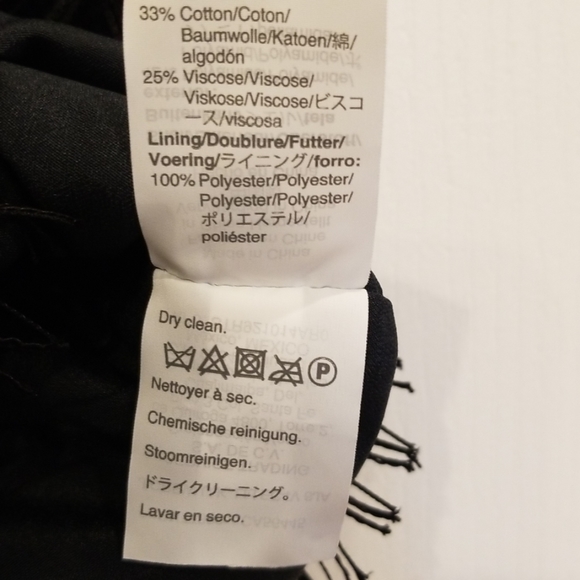 33% Cotton/Coton/
Baumwolle/Katoen/綿/
algodón
25% Viscose/Viscose/
Viskose/Viscose/ビスコ
ース/viscosa
Lining/Doublure/Futter/
Voering/ライニング/forro:
100% Polyester/Polyester/
Polyester/Polyester/
ポリエステル/
poliéster
Dry clean.
P
Nettoyer à sec.
Chemische reinigung.
Stoomreinigen.
ドライクリーニング。
Lavar en seco.